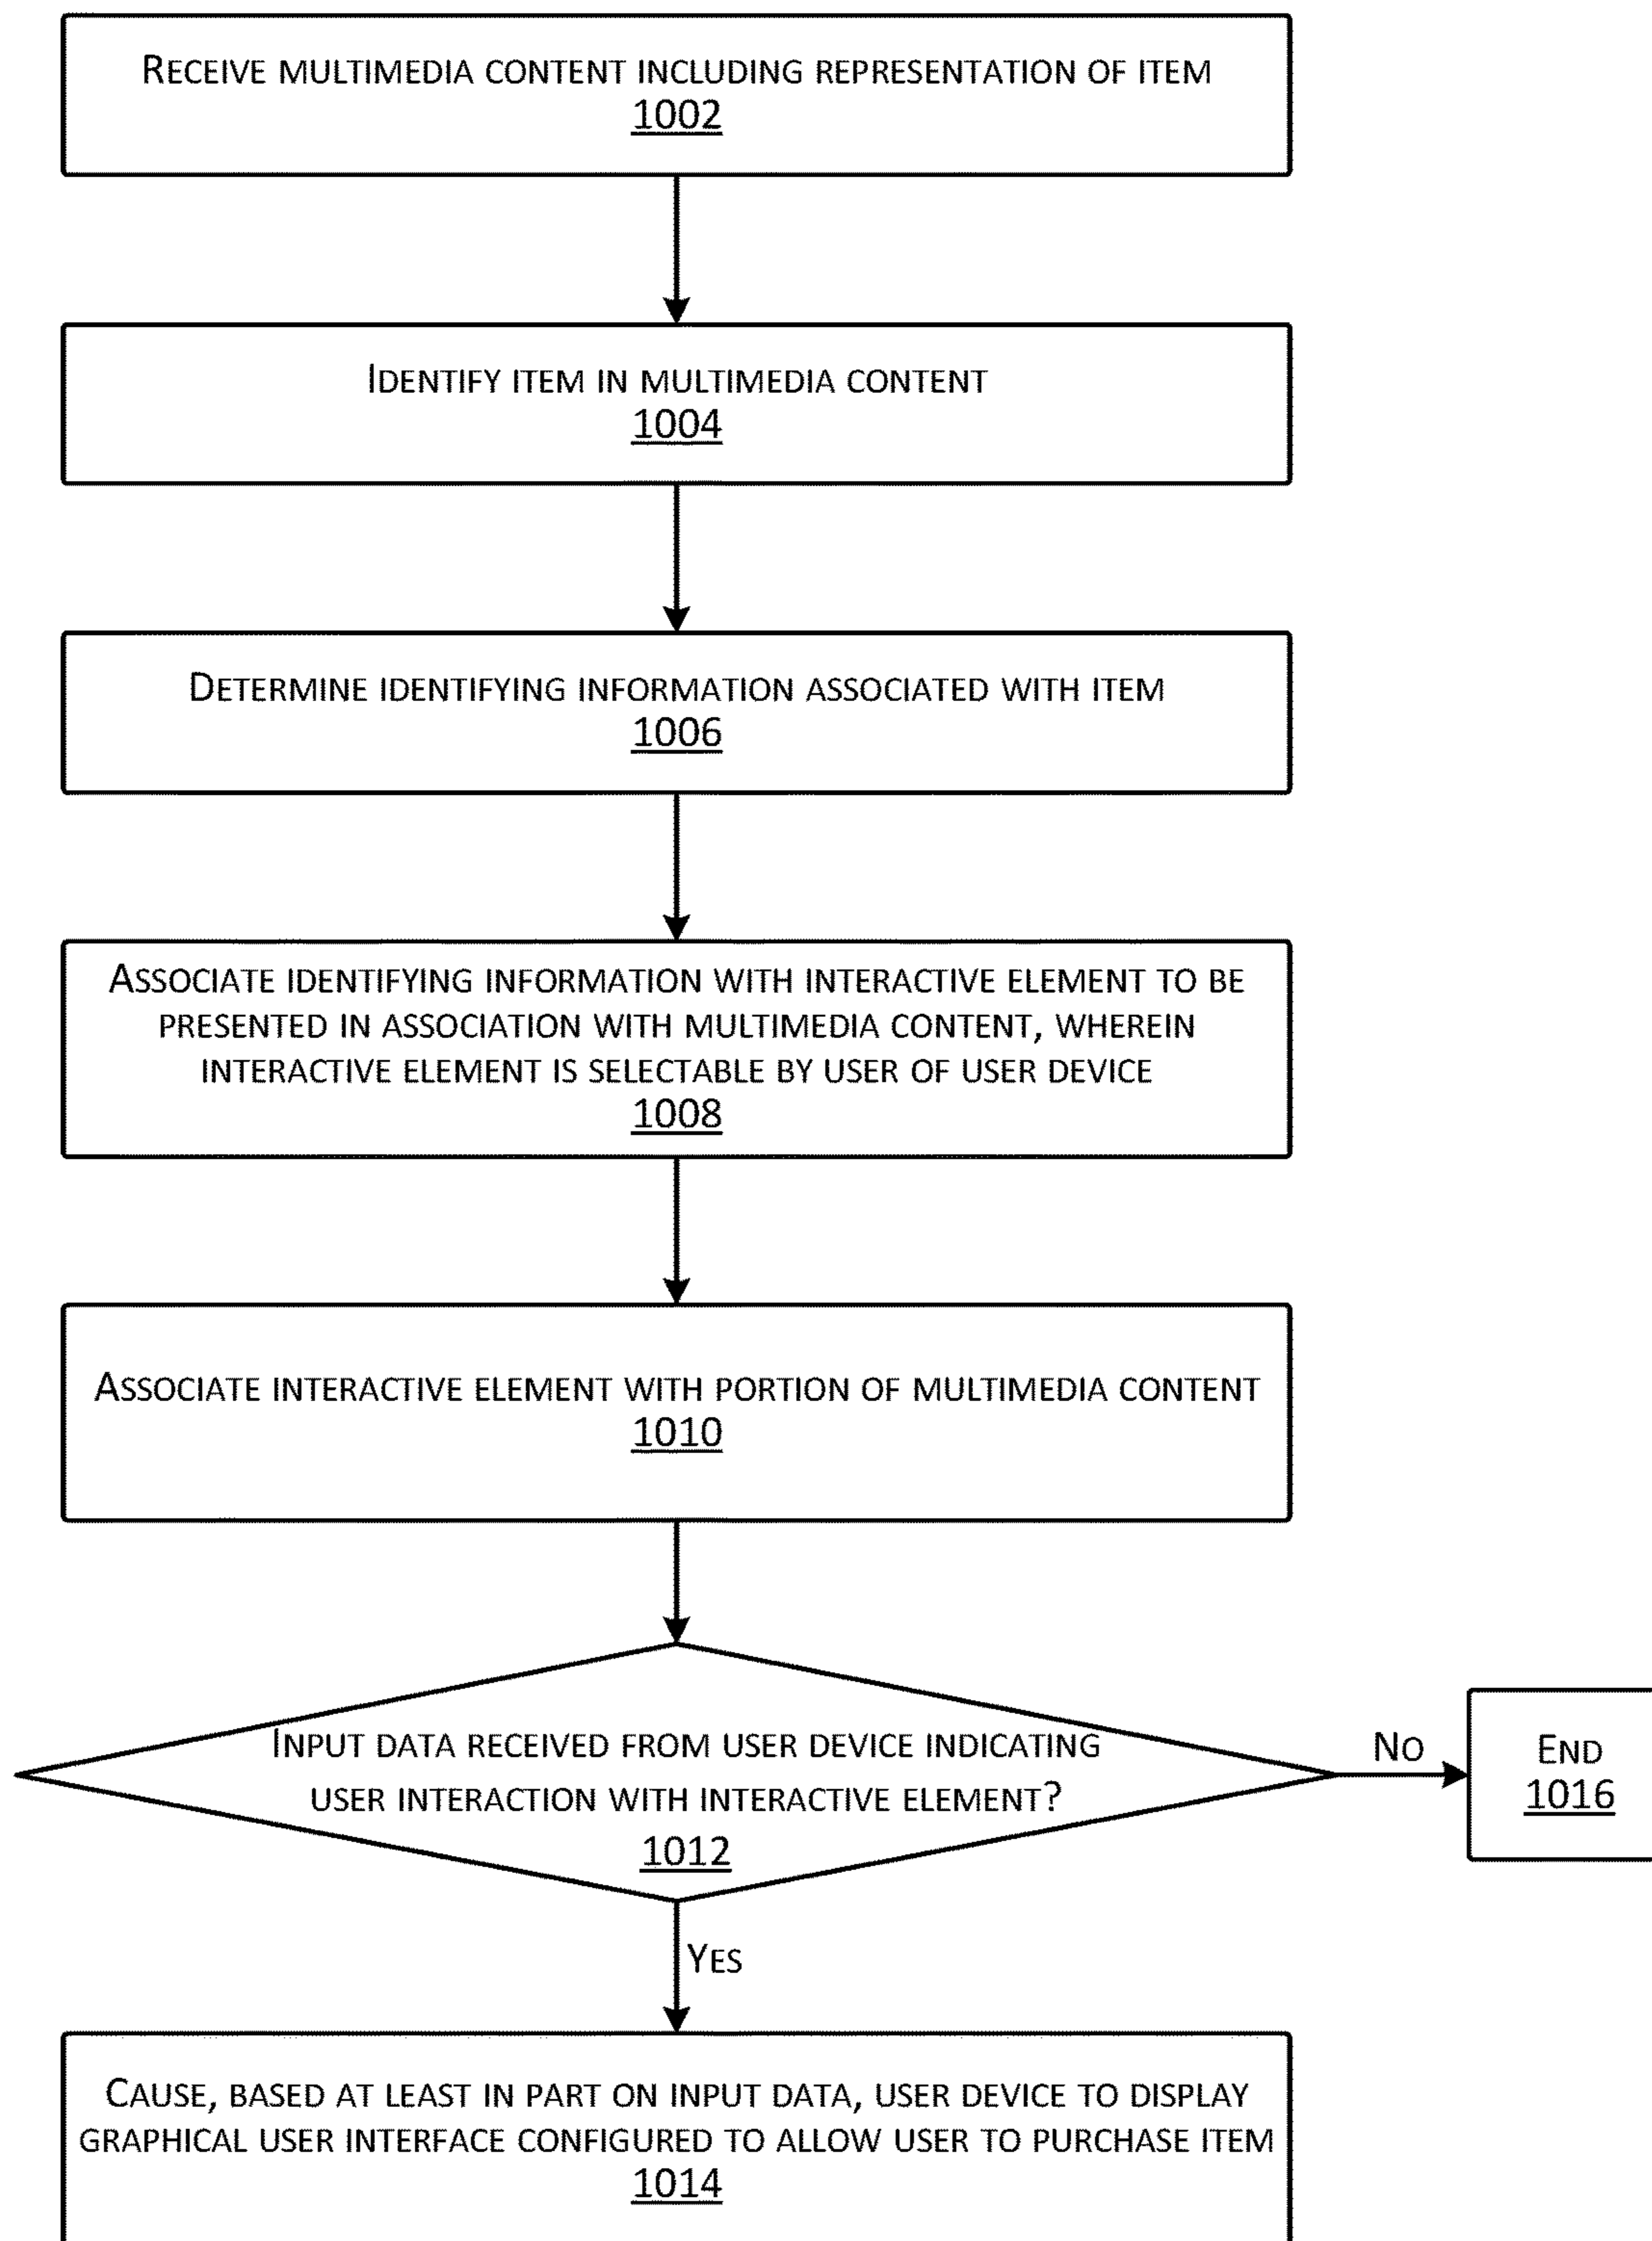 RECEIVE MULTIMEDIA CONTENT INCLUDING REPRESENTATION OF ITEM
1002
IDENTIFY ITEM IN MULTIMEDIA CONTENT
1004
DETERMINE IDENTIFYING INFORMATION ASSOCIATED WITH ITEM
1006
ASSOCIATE IDENTIFYING INFORMATION WITH INTERACTIVE ELEMENT TO BE
PRESENTED IN ASSOCIATION WITH MULTIMEDIA CONTENT, WHEREIN
INTERACTIVE ELEMENT IS SELECTABLE BY USER OF USER DEVICE
1008
ASSOCIATE INTERACTIVE ELEMENT WITH PORTION OF MULTIMEDIA CONTENT
1010
INPUT DATA RECEIVED FROM USER DEVICE INDICATING
USER INTERACTION WITH INTERACTIVE ELEMENT?
1012
NO
END
1016
YES
CAUSE, BASED AT LEAST IN PART ON INPUT DATA, USER DEVICE TO DISPLAY
GRAPHICAL USER INTERFACE CONFIGURED TO ALLOW USER TO PURCHASE ITEM
1014